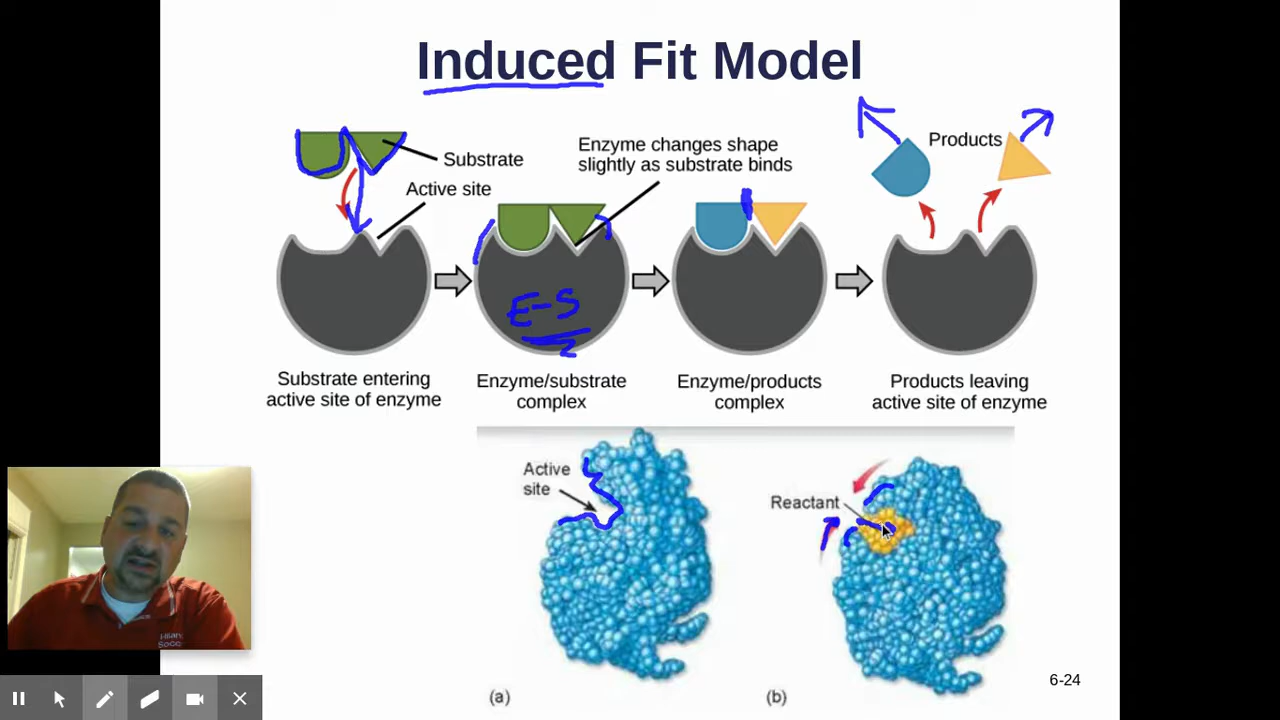 Induced Fit Model
Substrate
Active site
Enzyme changes shape
slightly as substrate binds
Products
E-S
Substrate entering
active site of enzyme
Enzyme/substrate
complex
Enzyme/products
complex
Products leaving
active site of enzyme
Active
site
Reactant
(a)
(b)
6-24